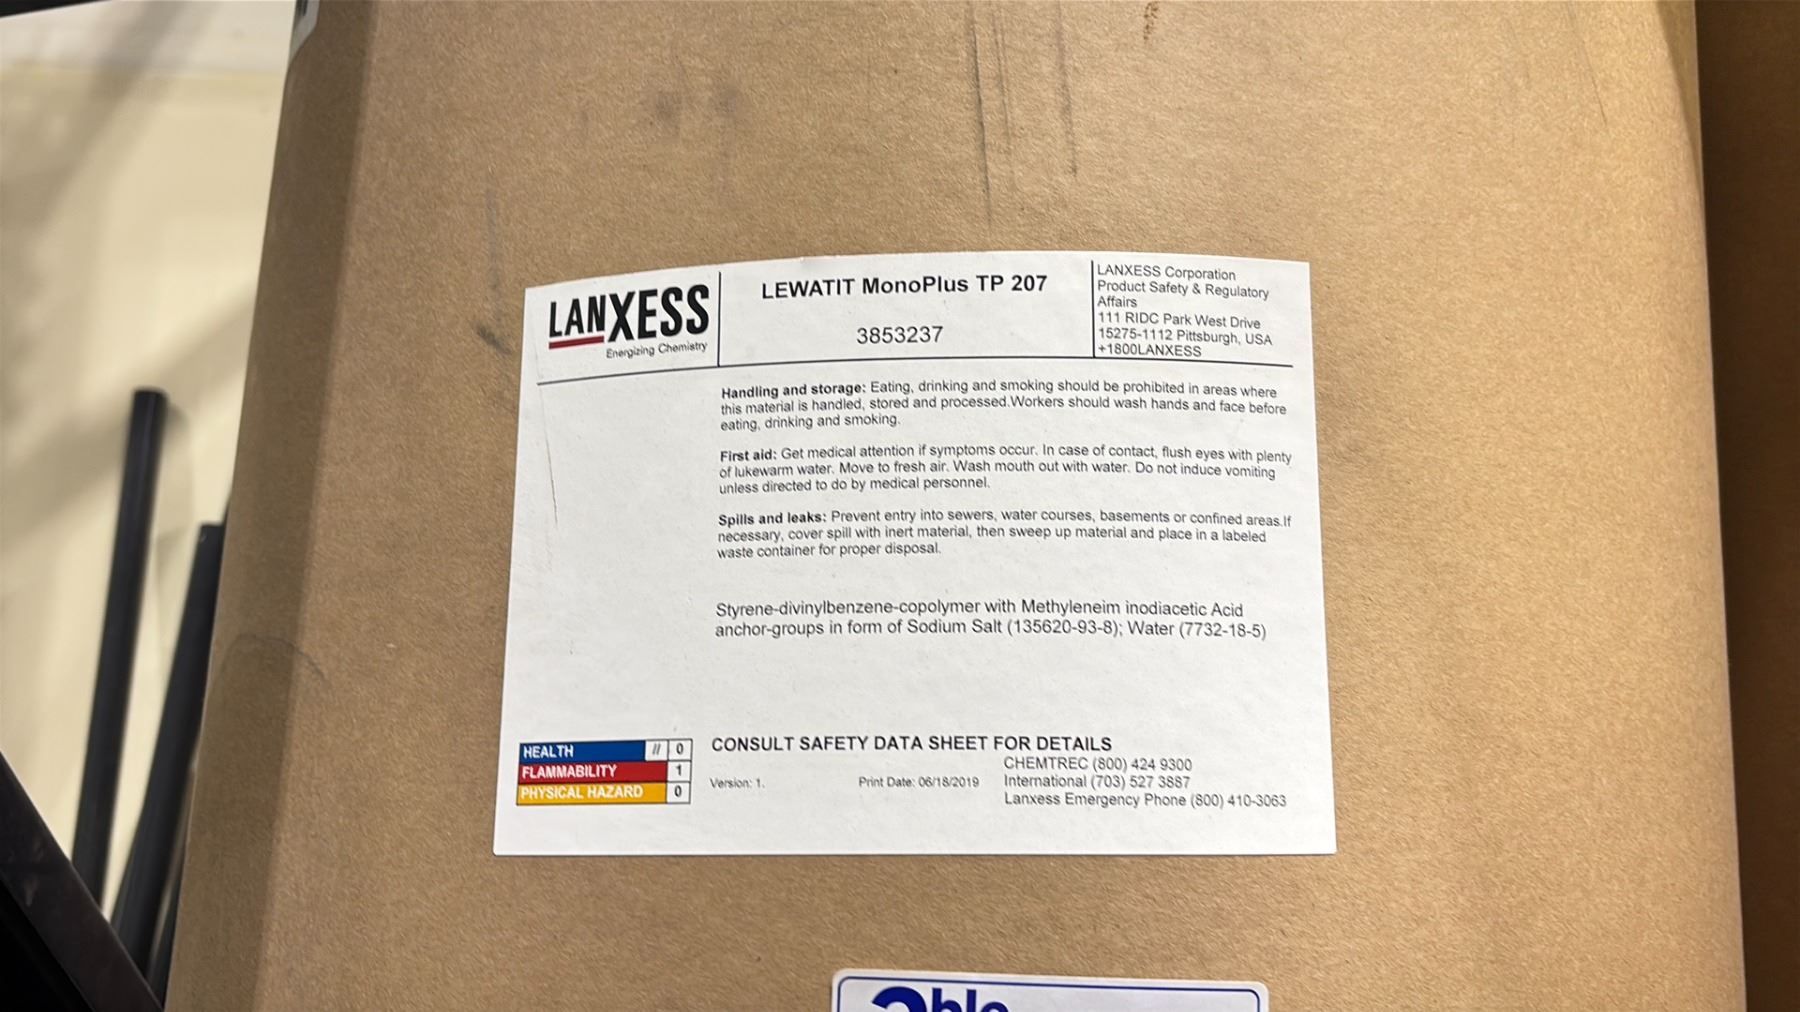 LANXESS
Energizing Chemistry
LEWATIT MonoPlus TP 207
3853237
LANXESS Corporation
Product Safety & Regulatory
Affairs
111 RIDC Park West Drive
15275-1112 Pittsburgh, USA
+1800LANXESS
Handling and storage: Eating, drinking and smoking should be prohibited in areas where
this material is handled, stored and processed.Workers should wash hands and face before
eating, drinking and smoking.
First aid: Get medical attention if symptoms occur. In case of contact, flush eyes with plenty
of lukewarm water. Move to fresh air. Wash mouth out with water. Do not induce vomiting
unless directed to do by medical personnel.
Spills and leaks: Prevent entry into sewers, water courses, basements or confined areas.If
necessary, cover spill with inert material, then sweep up material and place in a labeled
waste container for proper disposal.
Styrene-divinylbenzene-copolymer with Methyleneim inodiacetic Acid
anchor-groups in form of Sodium Salt (135620-93-8); Water (7732-18-5)
HEALTH // 0
FLAMMABILITY 1
PHYSICAL HAZARD 0
CONSULT SAFETY DATA SHEET FOR DETAILS
CHEMTREC (800) 424 9300
Version: 1. Print Date: 06/18/2019 International (703) 527 3887
Lanxess Emergency Phone (800) 410-3063